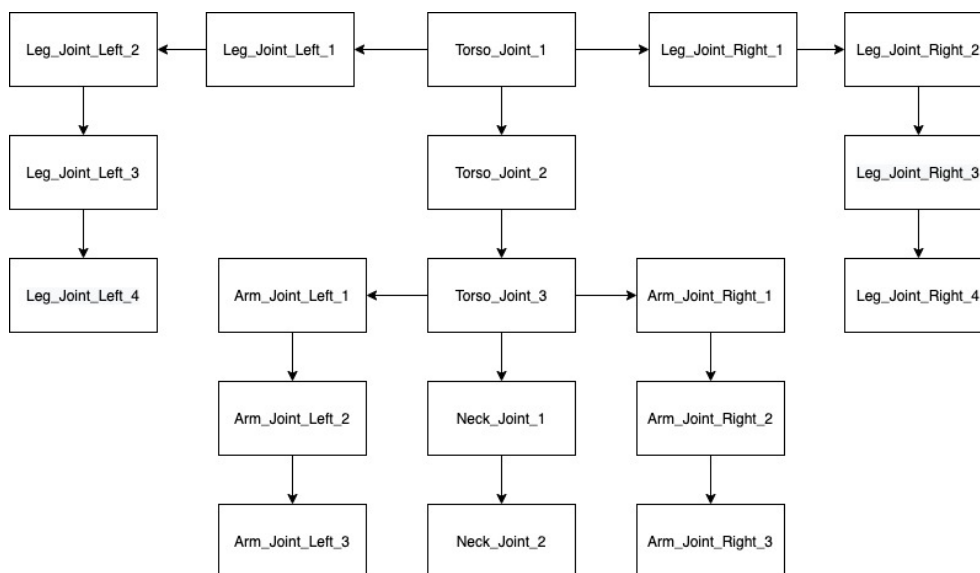 Leg_Joint_Left_2
Leg_Joint_Left_1
Torso_Joint_1
Leg_Joint_Right_1
Leg_Joint_Right_2
Leg_Joint_Left_3
Torso_Joint_2
Leg_Joint_Right_3
Leg_Joint_Left_4
Arm_Joint_Left_1
Torso_Joint_3
Arm_Joint_Right_1
Leg_Joint_Right_4
Arm_Joint_Left_2
Neck_Joint_1
Arm_Joint_Right_2
Arm_Joint_Left_3
Neck_Joint_2
Arm_Joint_Right_3